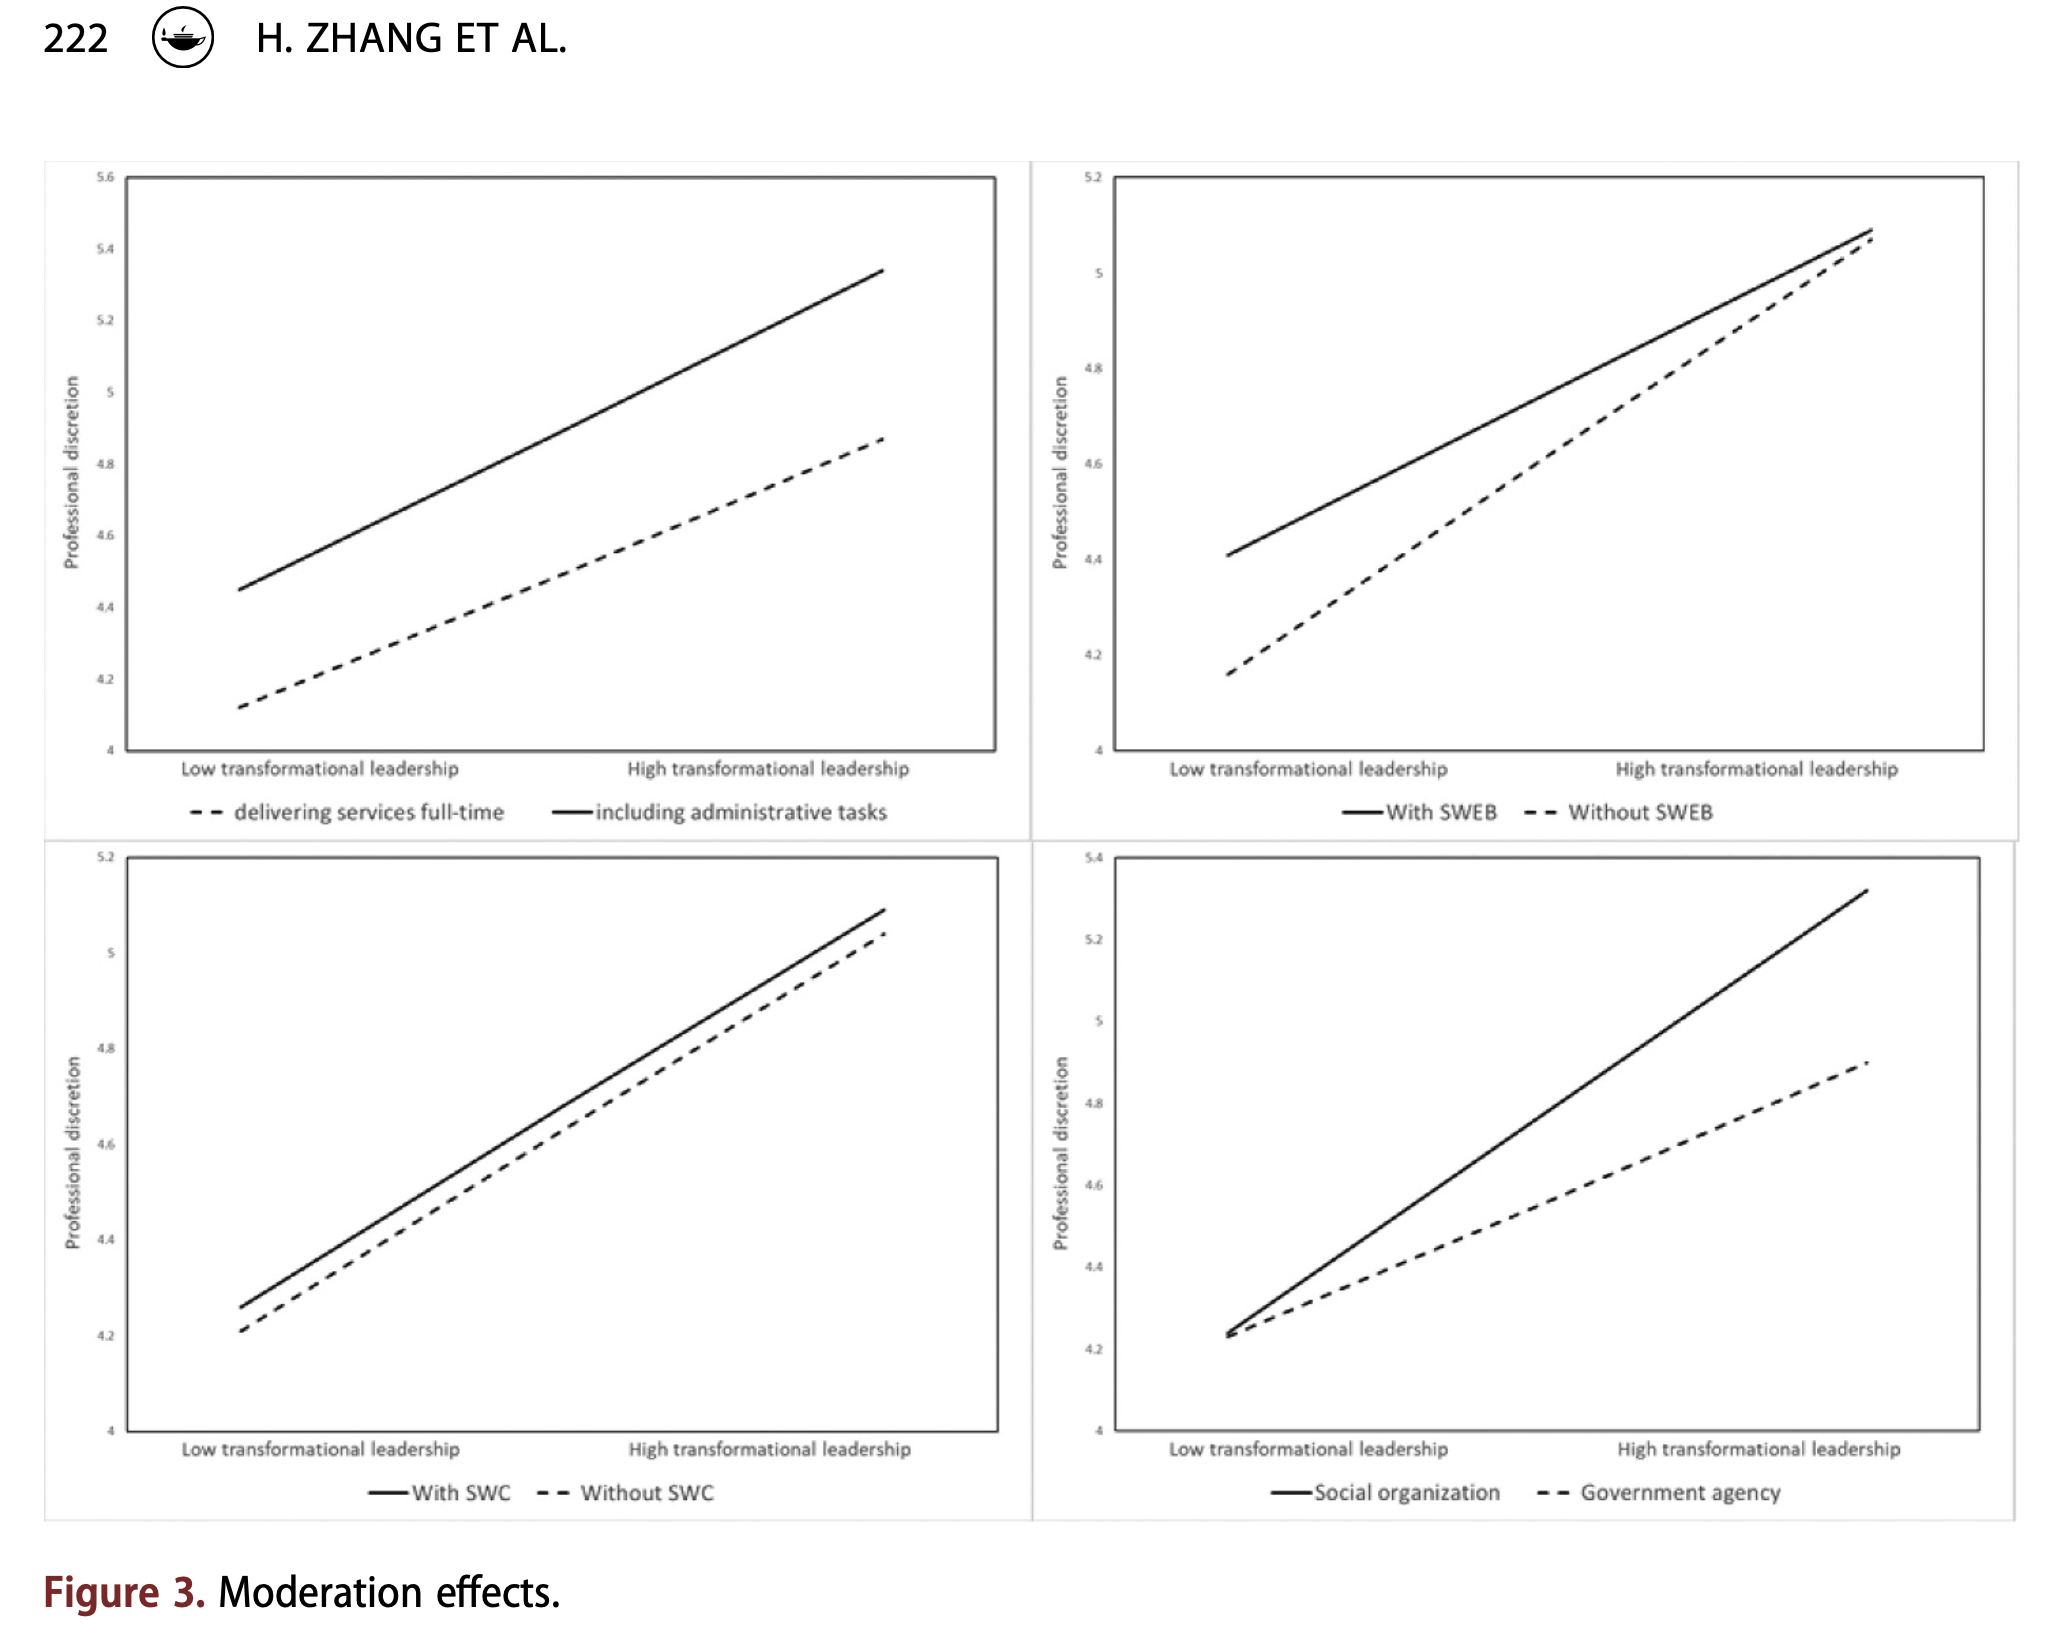 222 H. ZHANG ET AL.
5.6
5.4
5.2
5
4.8
4.6
4.4
4.2
4
Professional discretion
Low transformational leadership High transformational leadership
delivering services full-time including administrative tasks
5.2
5
4.8
4.6
4.4
4.2
4
Professional discretion
Low transformational leadership High transformational leadership
With SWEB Without SWEB
5.2
5
4.8
4.6
4.4
4.2
4
Professional discretion
Low transformational leadership High transformational leadership
With SWC Without SWC
5.4
5.2
5
4.8
4.6
4.4
4.2
4
Professional discretion
Low transformational leadership High transformational leadership
Social organization Government agency
Figure 3. Moderation effects.